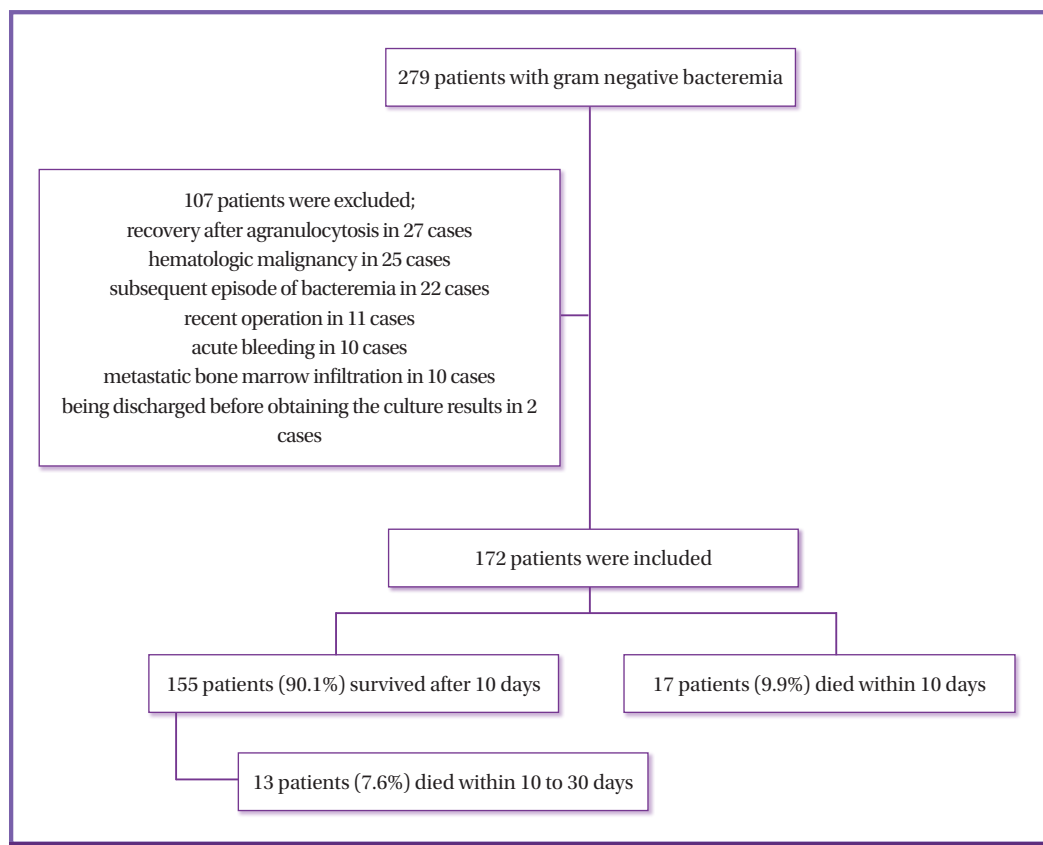 279 patients with gram negative bacteremia
107 patients were excluded;
recovery after agranulocytosis in 27 cases
hematologic malignancy in 25 cases
subsequent episode of bacteremia in 22 cases
recent operation in 11 cases
acute bleeding in 10 cases
metastatic bone marrow infiltration in 10 cases
being discharged before obtaining the culture results in 2
cases
172 patients were included
155 patients (90.1%) survived after 10 days
17 patients (9.9%) died within 10 days
13 patients (7.6%) died within 10 to 30 days